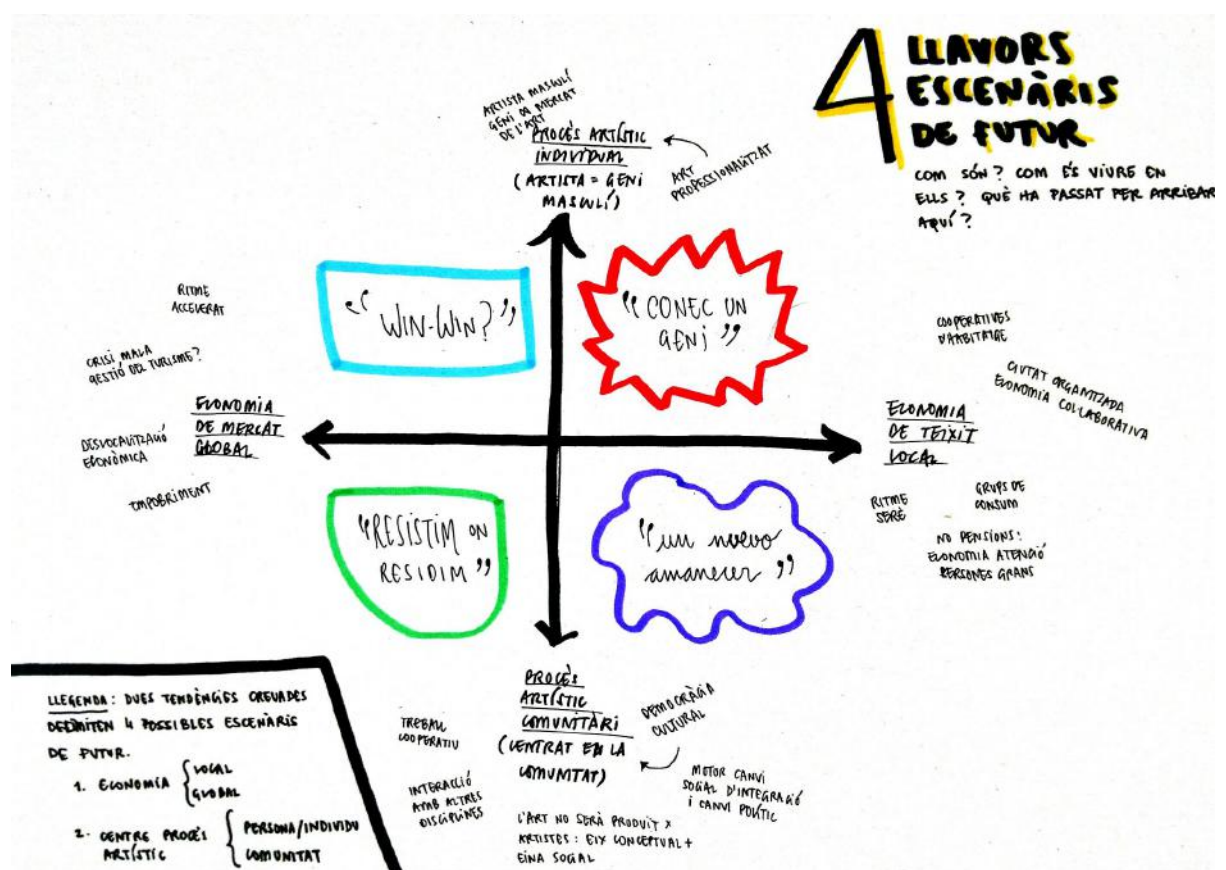 4 LLAVORS
ESCENÀRIS
DE FUTUR
COM SÓN? COM ÉS VIURE EN
ELLS? QUÈ HA PASSAT PER ARRIBAR
AQUÍ?
ARTISTA MASCULÍ
GENI DE MERCAT
DE L'ART
PROCÉS ARTÍSTIC
INDIVIDUAL
(ARTISTA = GENI
MASCULÍ)
ART
PROFESSIONALITZAT
"WIN-WIN?"
"CONEC UN
GENI"
RITME
ACCELERAT
CRISI MALA
GESTIÓ DEL TURISME?
ECONOMIA
DE MERCAT
GLOBAL
DESLOCALITZACIÓ
ECONÒMICA
EMPOBRIMENT
COOPERATIVES
D'HABITATGE
CIUTAT ORGANITZADA
ECONOMIA COL·LABORATIVA
ECONOMIA
DE TEIXIT
LOCAL
RITME
SERÈ
GRUPS DE
CONSUM
NO PENSIONS:
ECONOMIA ATENCIÓ
PERSONES GRANS
"RESISTIM ON
RESIDIM"
"un nuevo
amanecer"
PROCÉS
ARTÍSTIC
COMUNITÀRI
(CENTRAT EN LA
COMUNITAT)
DEMOCRÀCIA
CULTURAL
MOTOR CANVI
SOCIAL D'INTEGRACIÓ
I CANVI POLÍTIC
TREBALL
COOPERATIU
INTERACCIÓ
AMB ALTRES
DISCIPLINES
L'ART NO SERÀ PRODUÏT X
ARTISTES: EIX CONCEPTUAL +
EINA SOCIAL
LLEGENDA: DUES TENDÈNCIES CREUADES
DELIMITEN 4 POSSIBLES ESCENARIS
DE FUTUR.
1. ECONOMÍA { LOCAL
GLOBAL
2. CENTRE PROCÉS
ARTÍSTIC { PERSONA/INDIVIDU
COMUNITAT